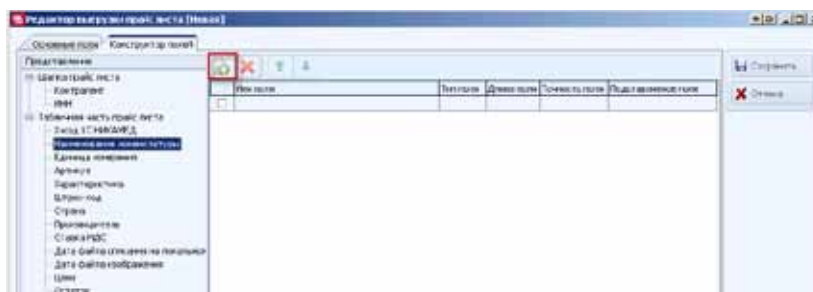 Редактор выгрузки прайс листа [Новая]
Основные поля Конструктор полей
Представление
Шапка прайс листа
Контрагент
ИНН
Табличная часть прайс листа
Наименование номенклатуры
Единица измерения
Артикул
Характеристика
Штрих-код
Страна
Производитель
Ставка НДС
Дата файла описания на локальном
Дата файла изображения
Цена
Остаток
Имя поля Тип поля Длина поля Точность поля Представление поля
Сохранить
Отмена